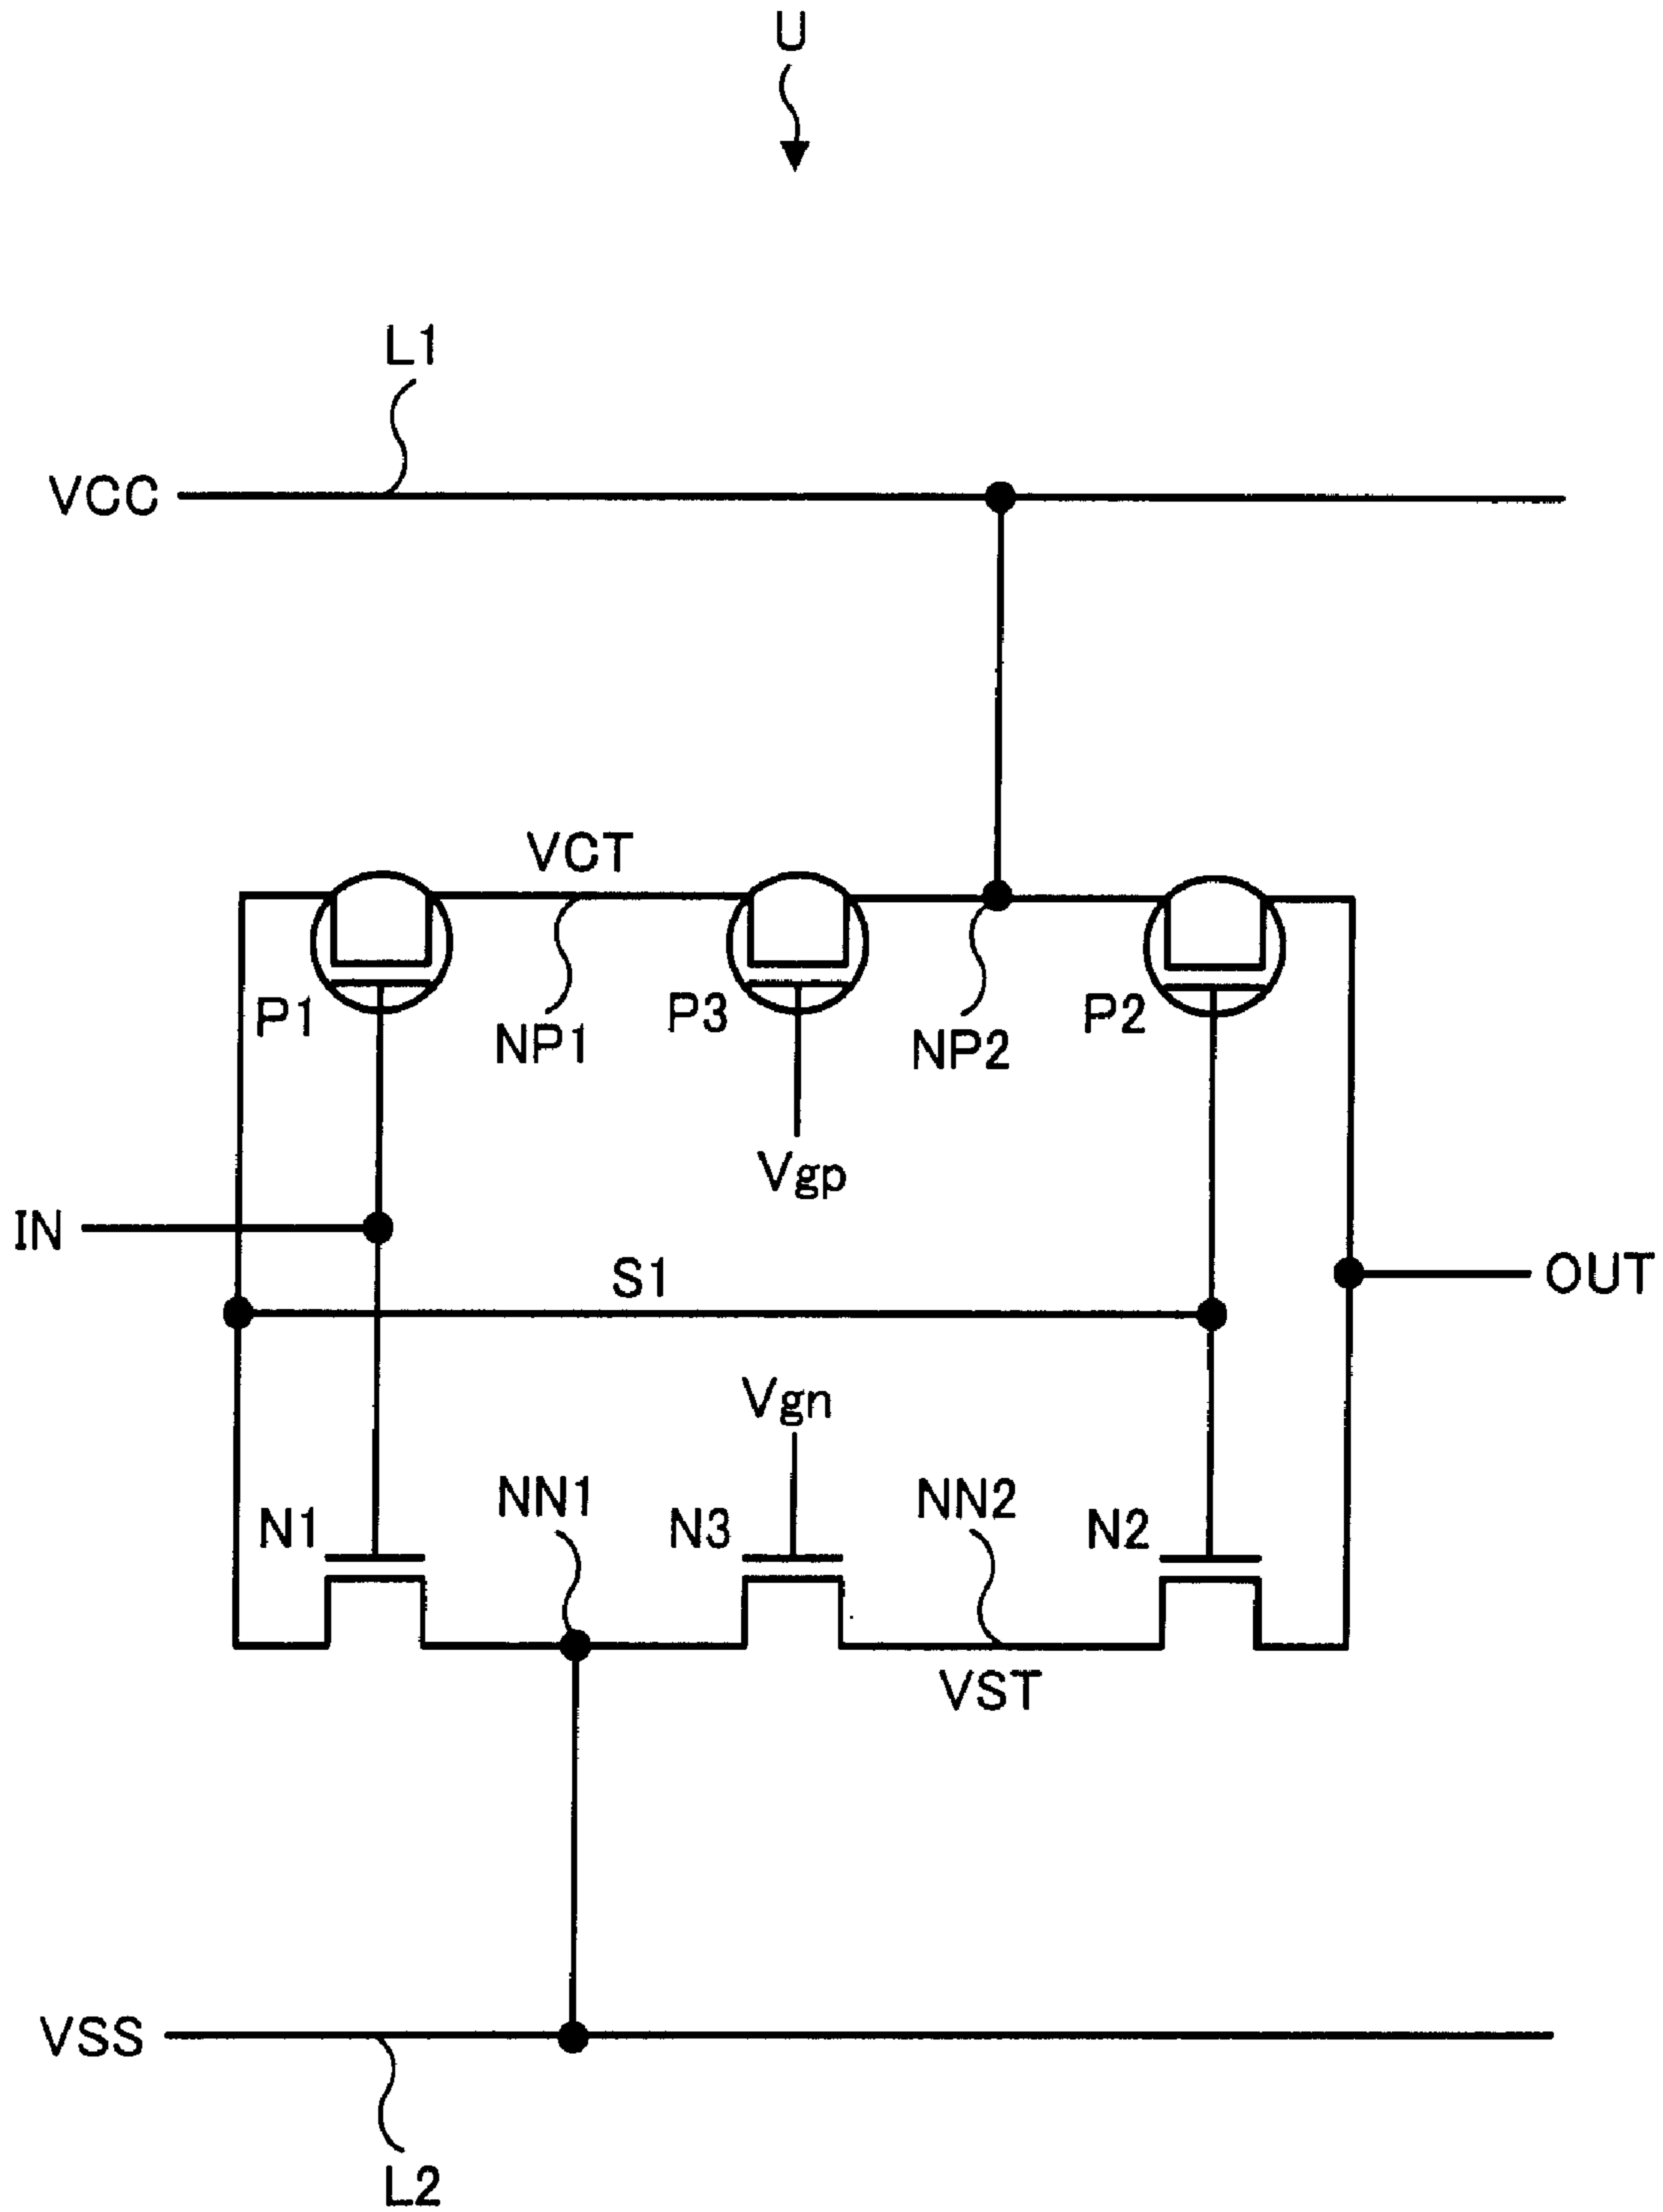 U
L1
VCC
VCT
P1
NP1
P3
NP2
P2
Vgp
IN
S1
OUT
Vgn
N1
NN1
N3
NN2
N2
VST
VSS
L2